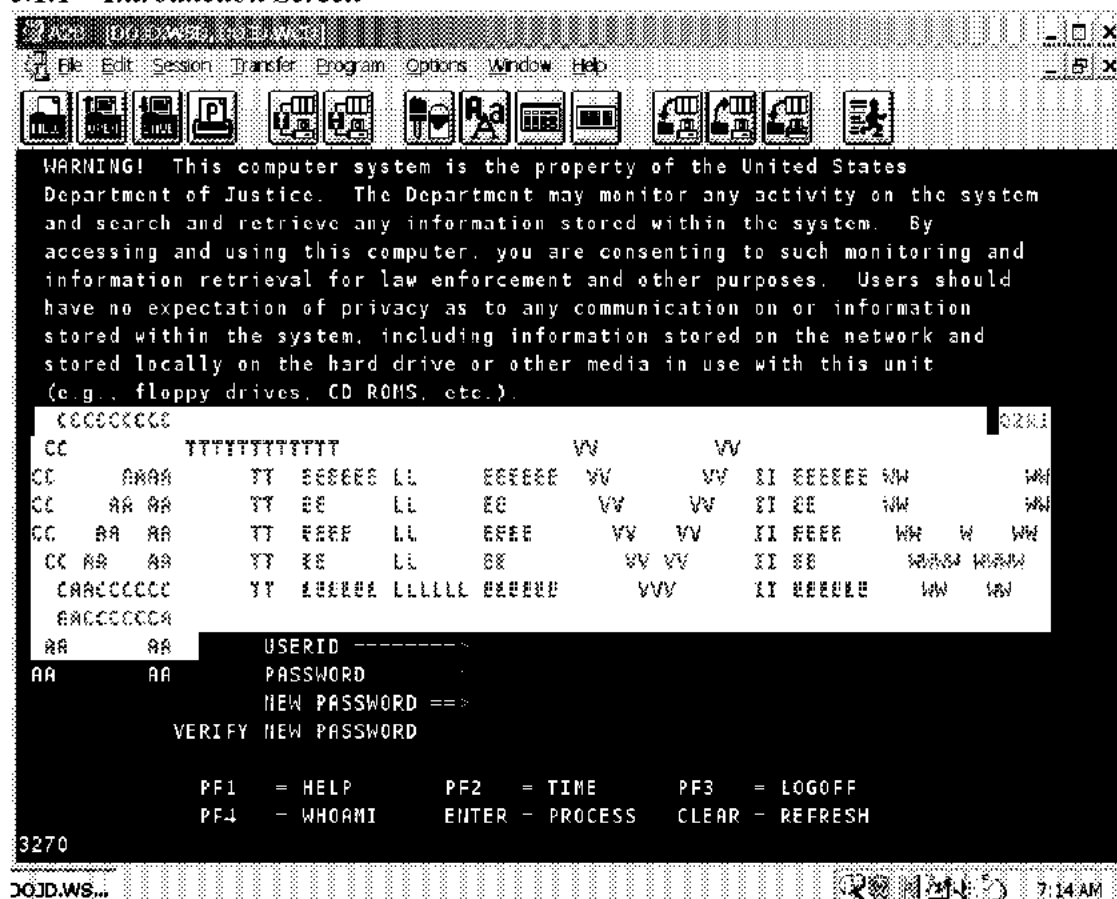 File Edit Session Transfer Program Options Window Help
WARNING! This computer system is the property of the United States
Department of Justice. The Department may monitor any activity on the system
and search and retrieve any information stored within the system. By
accessing and using this computer, you are consenting to such monitoring and
information retrieval for law enforcement and other purposes. Users should
have no expectation of privacy as to any communication on or information
stored within the system, including information stored on the network and
stored locally on the hard drive or other media in use with this unit
(e.g., floppy drives, CD ROMS, etc.).
CA TELE VIEW
USERID -------->
PASSWORD
NEW PASSWORD ==>
VERIFY NEW PASSWORD
PF1 = HELP PF2 = TIME PF3 = LOGOFF
PF4 = WHOAMI ENTER = PROCESS CLEAR = REFRESH
3270
7:14 AM